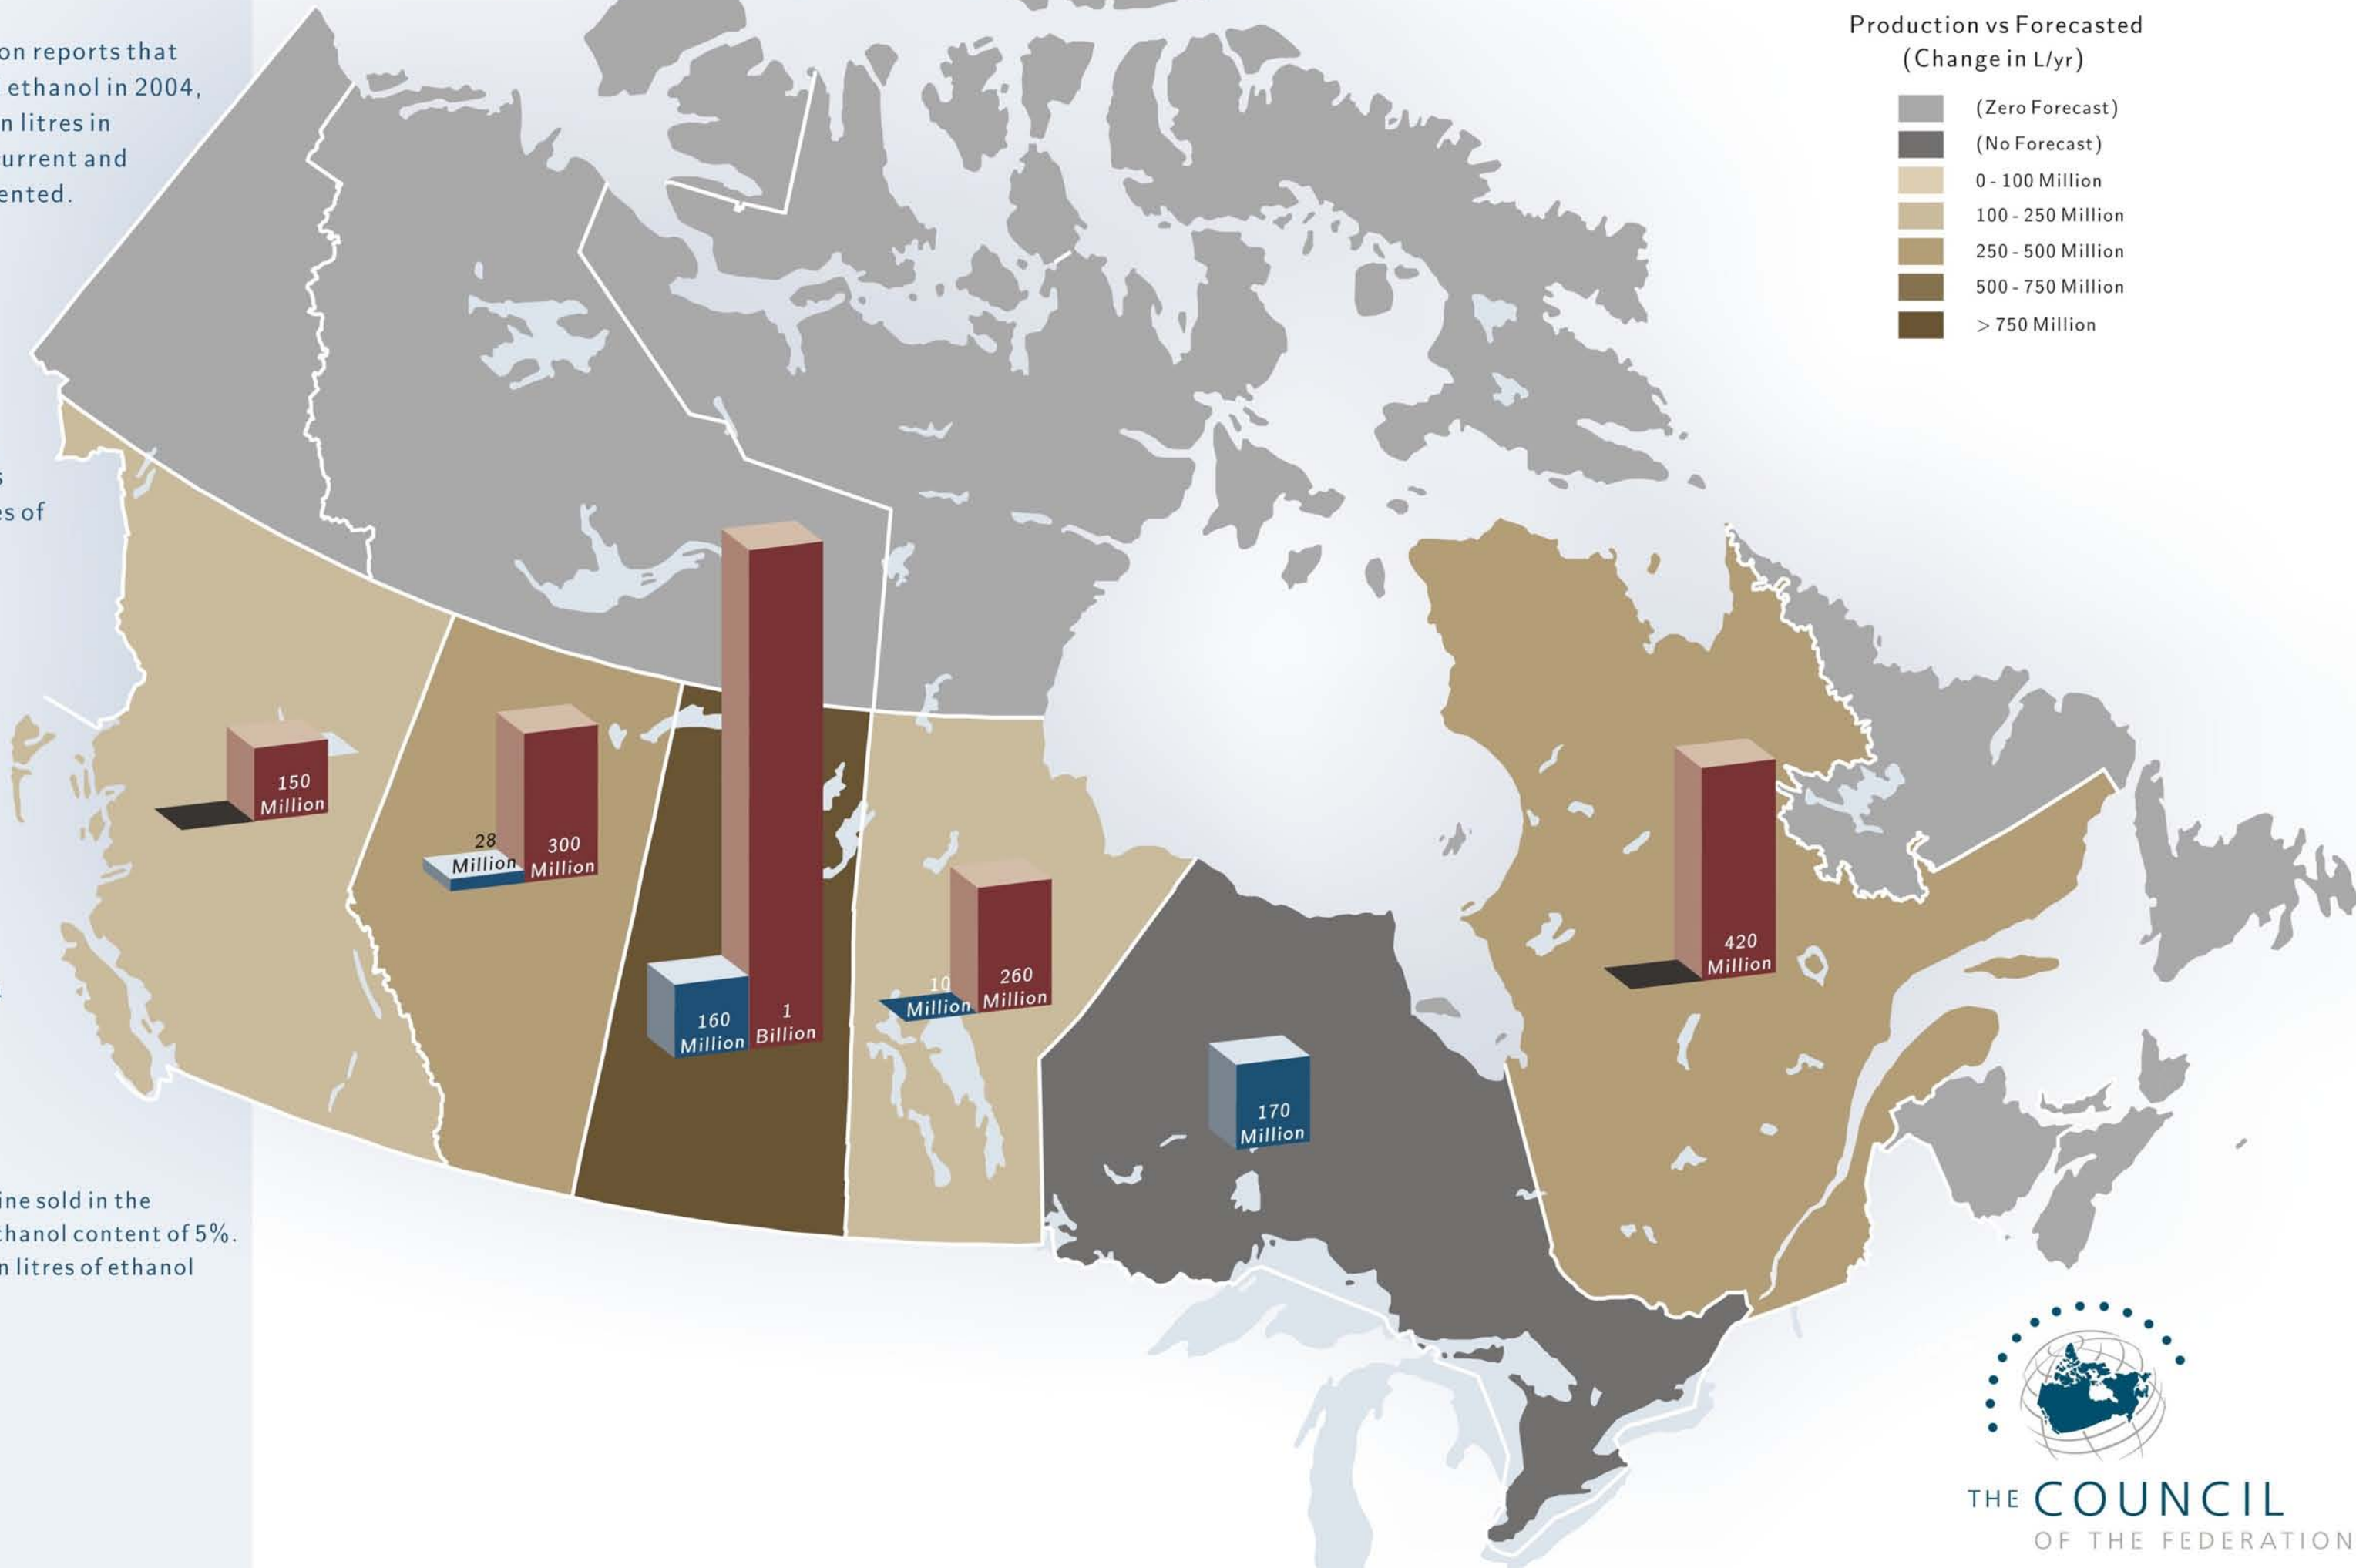 on reports that
ethanol in 2004,
n litres in
urrent and
ented.
s
es of
ine sold in the
thanol content of 5%.
n litres of ethanol
Production vs Forecasted
(Change in L/yr)
(Zero Forecast)
(No Forecast)
0 - 100 Million
100 - 250 Million
250 - 500 Million
500 - 750 Million
> 750 Million
150
Million
28
Million
300
Million
160
Million
1
Billion
10
Million
260
Million
170
Million
420
Million
THE COUNCIL
OF THE FEDERATION